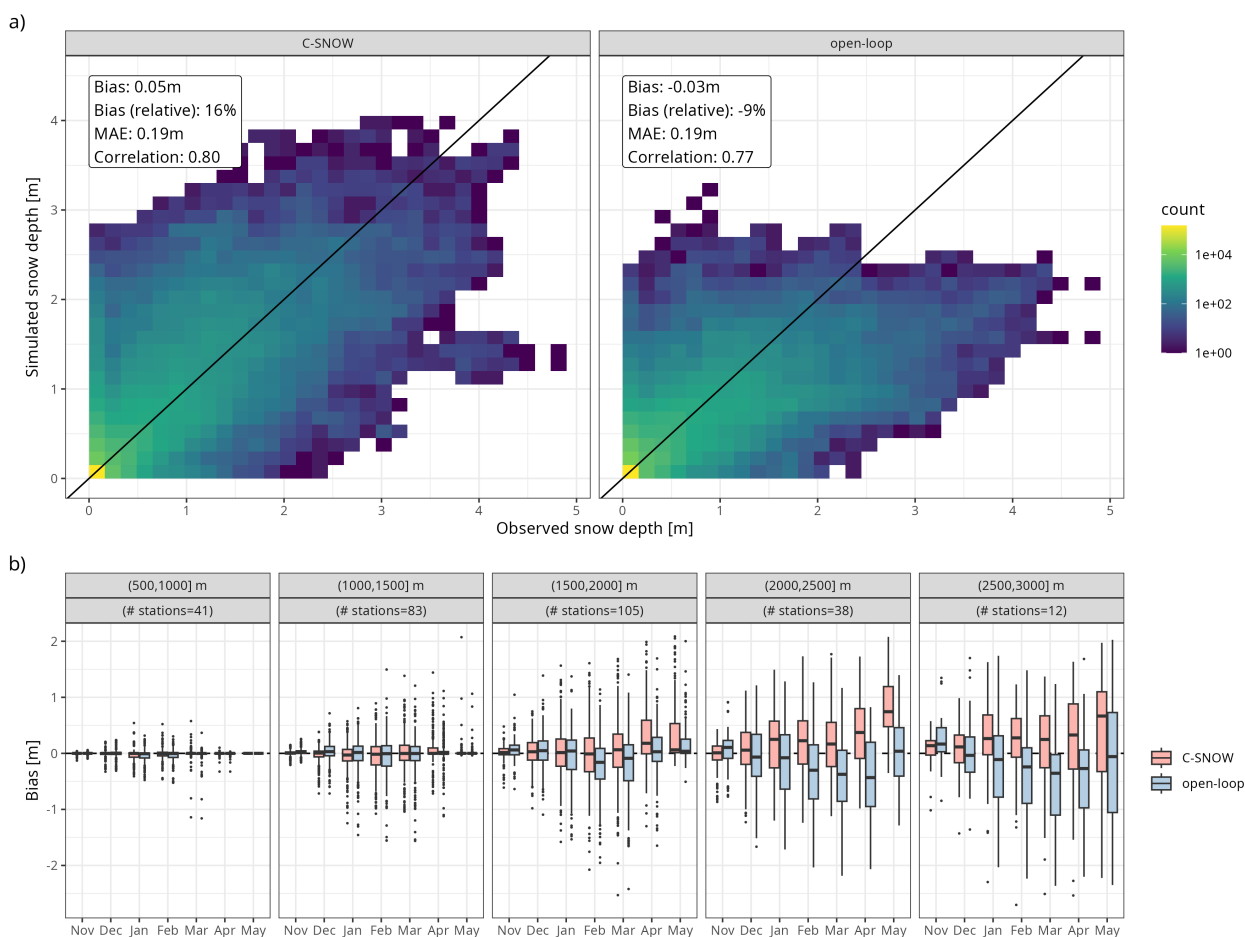 a)
C-SNOW
open-loop
Bias: 0.05m
Bias (relative): 16%
MAE: 0.19m
Correlation: 0.80
Bias: -0.03m
Bias (relative): -9%
MAE: 0.19m
Correlation: 0.77
Simulated snow depth [m]
4
3
2
1
0
0 1 2 3 4 5
0 1 2 3 4 5
Observed snow depth [m]
count
1e+04
1e+02
1e+00
b)
(500,1000] m
(1000,1500] m
(1500,2000] m
(2000,2500] m
(2500,3000] m
(# stations=41)
(# stations=83)
(# stations=105)
(# stations=38)
(# stations=12)
Bias [m]
2
1
0
-1
-2
Nov Dec Jan Feb Mar Apr May
Nov Dec Jan Feb Mar Apr May
Nov Dec Jan Feb Mar Apr May
Nov Dec Jan Feb Mar Apr May
Nov Dec Jan Feb Mar Apr May
C-SNOW
open-loop